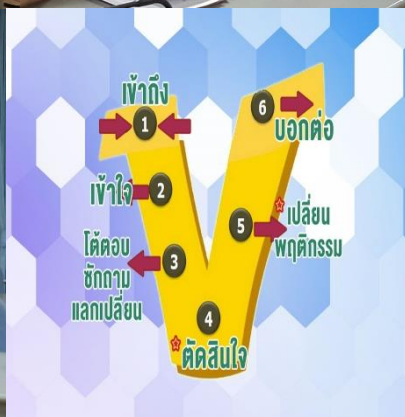 เข้าถึง
1
เข้าใจ
2
โต้ตอบ
ซักถาม
แลกเปลี่ยน
3
4
ตัดสินใจ
5
เปลี่ยน
พฤติกรรม
6
บอกต่อ